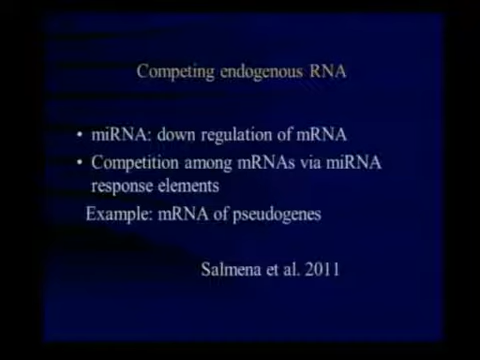 Competing endogenous RNA
• miRNA: down regulation of mRNA
• Competition among mRNAs via miRNA
response elements
Example: mRNA of pseudogenes
Salmena et al. 2011